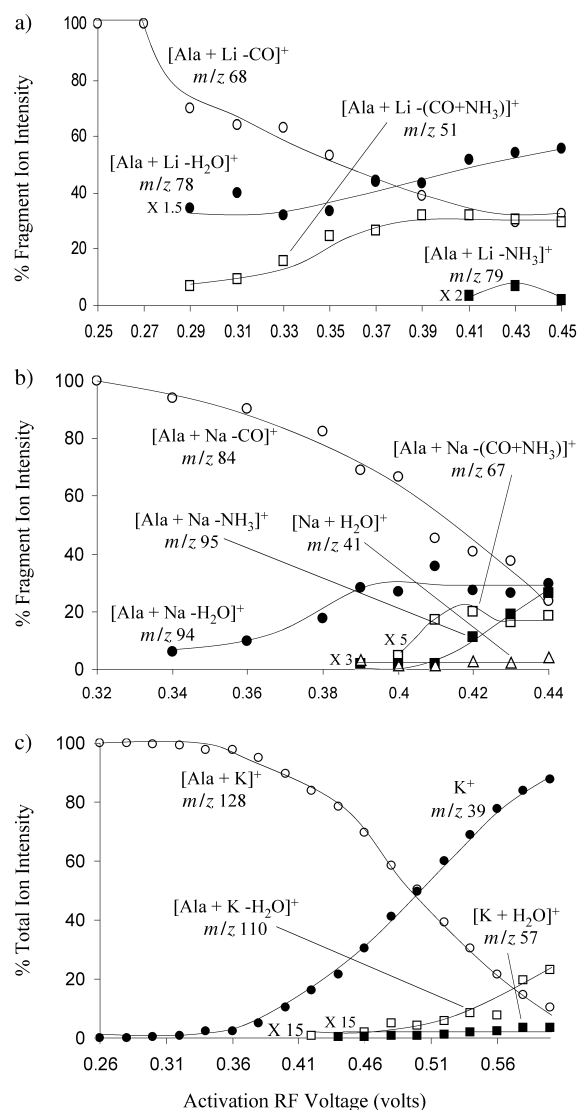 a)
100
80
60
40
20
0
% Fragment Ion Intensity
[Ala + Li -CO]⁺
m/z 68
[Ala + Li -(CO+NH₃)]⁺
m/z 51
[Ala + Li -H₂O]⁺
m/z 78
X 1.5
[Ala + Li -NH₃]⁺
m/z 79
X 2
0.25 0.27 0.29 0.31 0.33 0.35 0.37 0.39 0.41 0.43 0.45
b)
100
80
60
40
20
0
% Fragment Ion Intensity
[Ala + Na -CO]⁺
m/z 84
[Ala + Na -(CO+NH₃)]⁺
m/z 67
[Ala + Na -NH₃]⁺
m/z 95
[Na + H₂O]⁺
m/z 41
[Ala + Na -H₂O]⁺
m/z 94
X 5
X 3
0.32 0.34 0.36 0.38 0.4 0.42 0.44
c)
100
80
60
40
20
0
% Total Ion Intensity
[Ala + K]⁺
m/z 128
K⁺
m/z 39
[Ala + K -H₂O]⁺
m/z 110
[K + H₂O]⁺
m/z 57
X 15
X 15
0.26 0.31 0.36 0.41 0.46 0.51 0.56
Activation RF Voltage (volts)